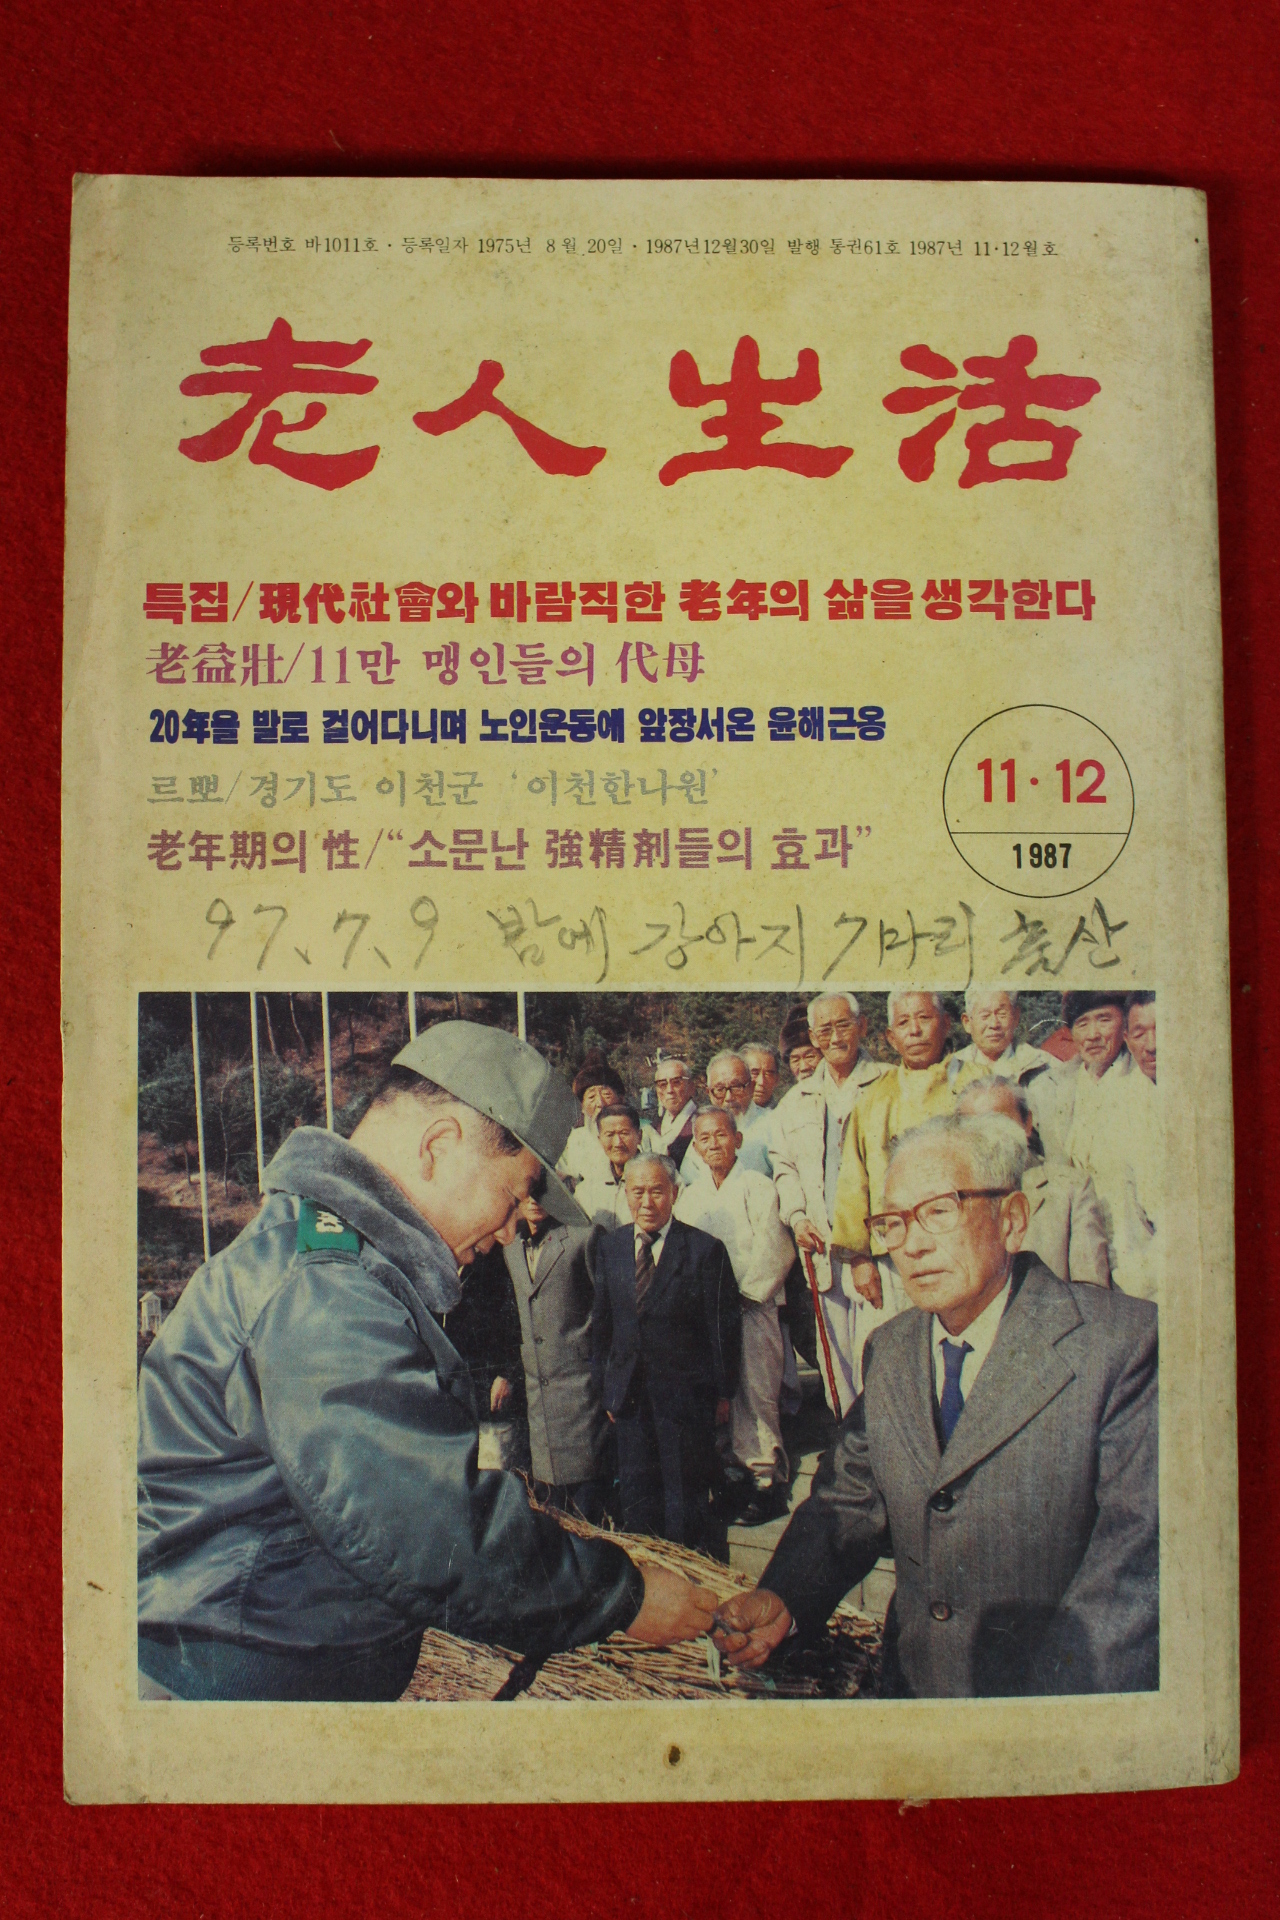 등록번호 바1011호 · 등록일자 1975년 8월 20일 · 1987년12월30일 발행 통권61호 1987년 11·12월호
老人生活
특집/現代社會와 바람직한 老年의 삶을 생각한다
老益壯/11만 맹인들의 代母
20年을 발로 걸어다니며 노인운동에 앞장서온 윤해근옹
르뽀/경기도 이천군 ‘이천한나원’
老年期의 性/“소문난 强精劑들의 효과”
11·12
1987
97. 7. 9 밤에 강아지 7마리 출산